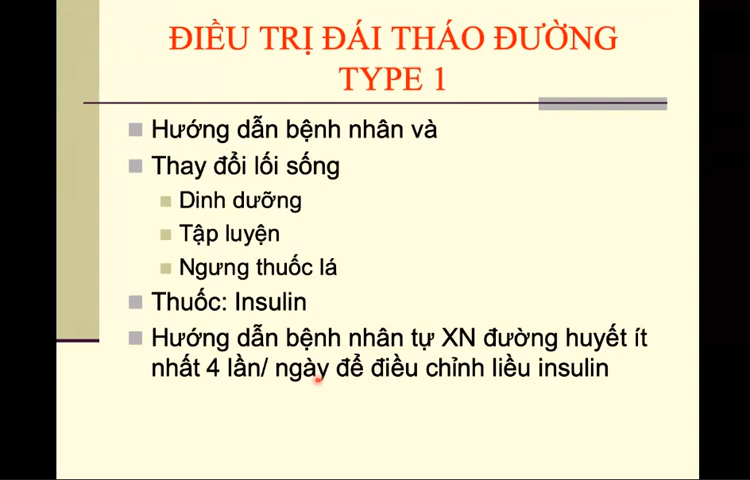 ĐIỀU TRỊ ĐÁI THÁO ĐƯỜNG
TYPE 1
Hướng dẫn bệnh nhân và
Thay đổi lối sống
Dinh dưỡng
Tập luyện
Ngưng thuốc lá
Thuốc: Insulin
Hướng dẫn bệnh nhân tự XN đường huyết ít
nhất 4 lần/ ngày để điều chỉnh liều insulin